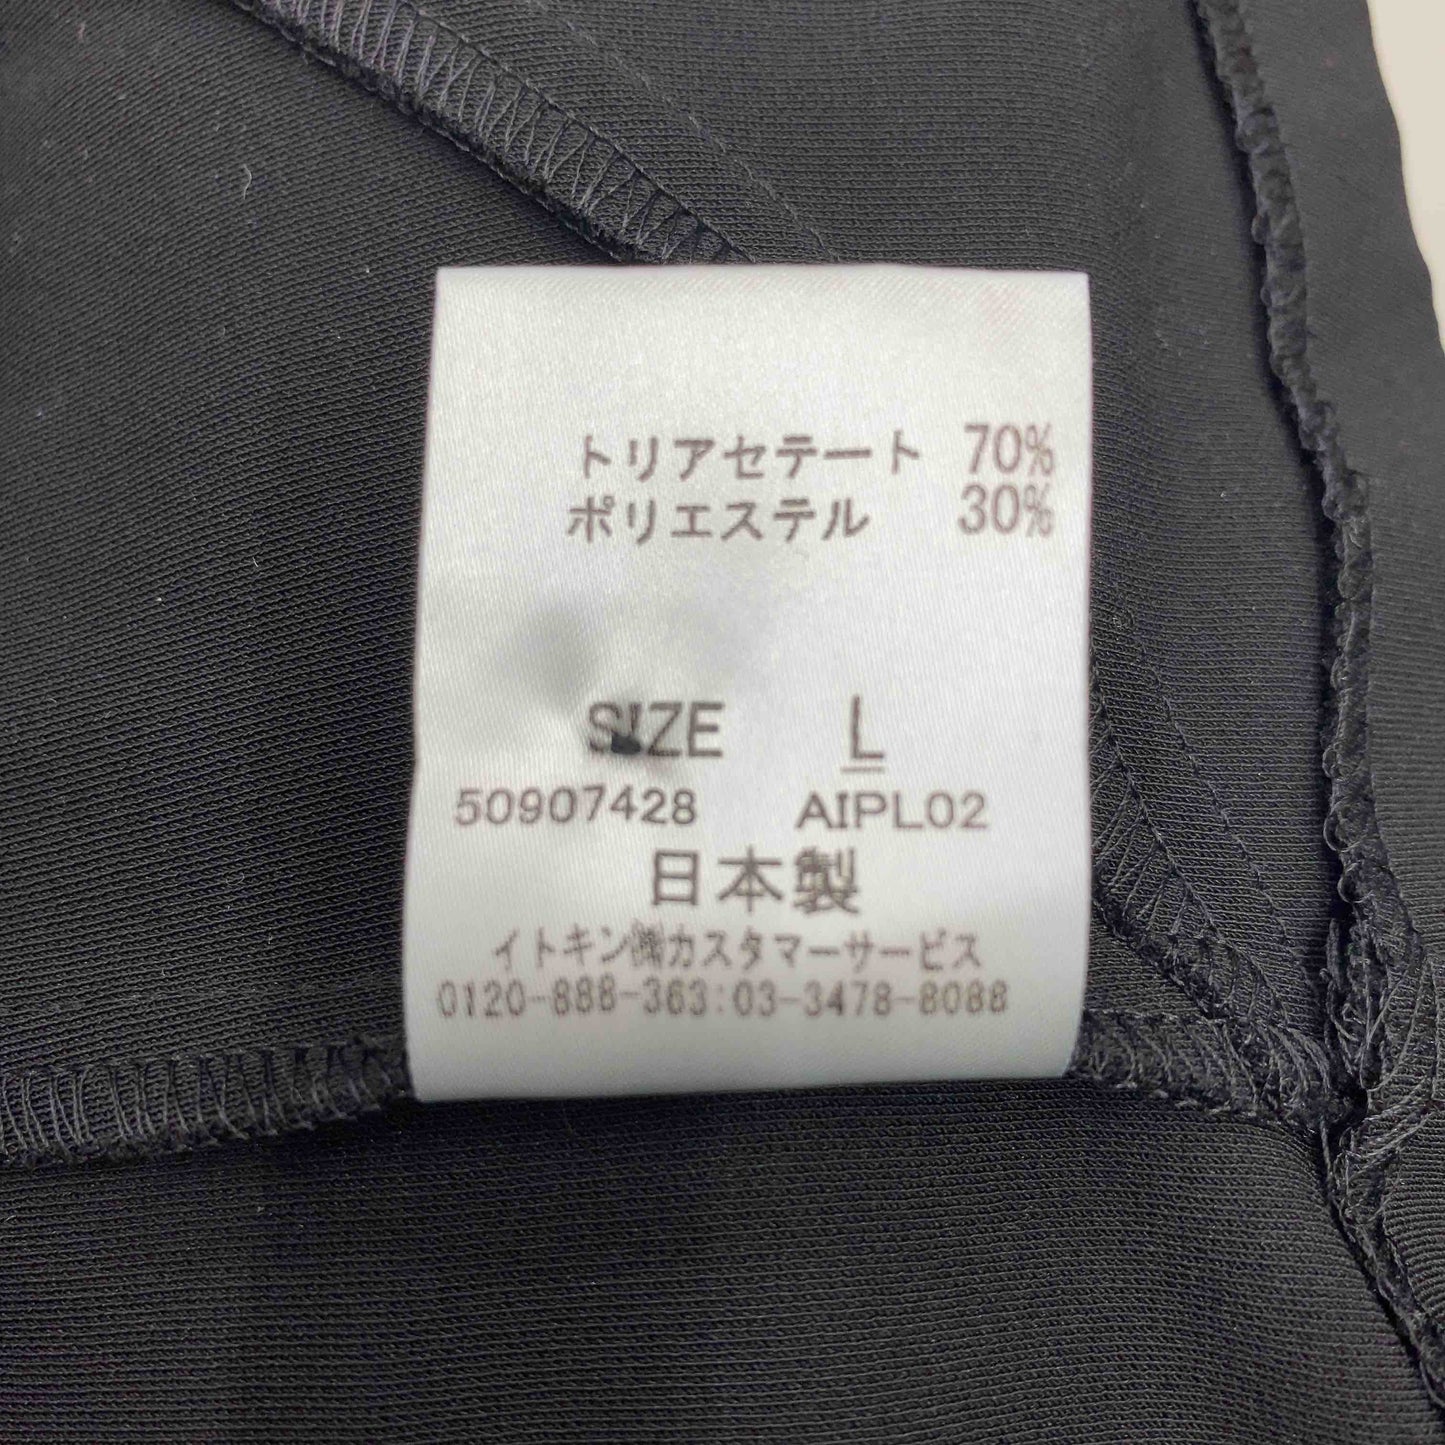 トリアセテート 70%
ポリエステル 30%
SIZE L
50907428 AIPL02
日本製
イトキン㈱カスタマーサービス
0120-888-363:03-3478-8088